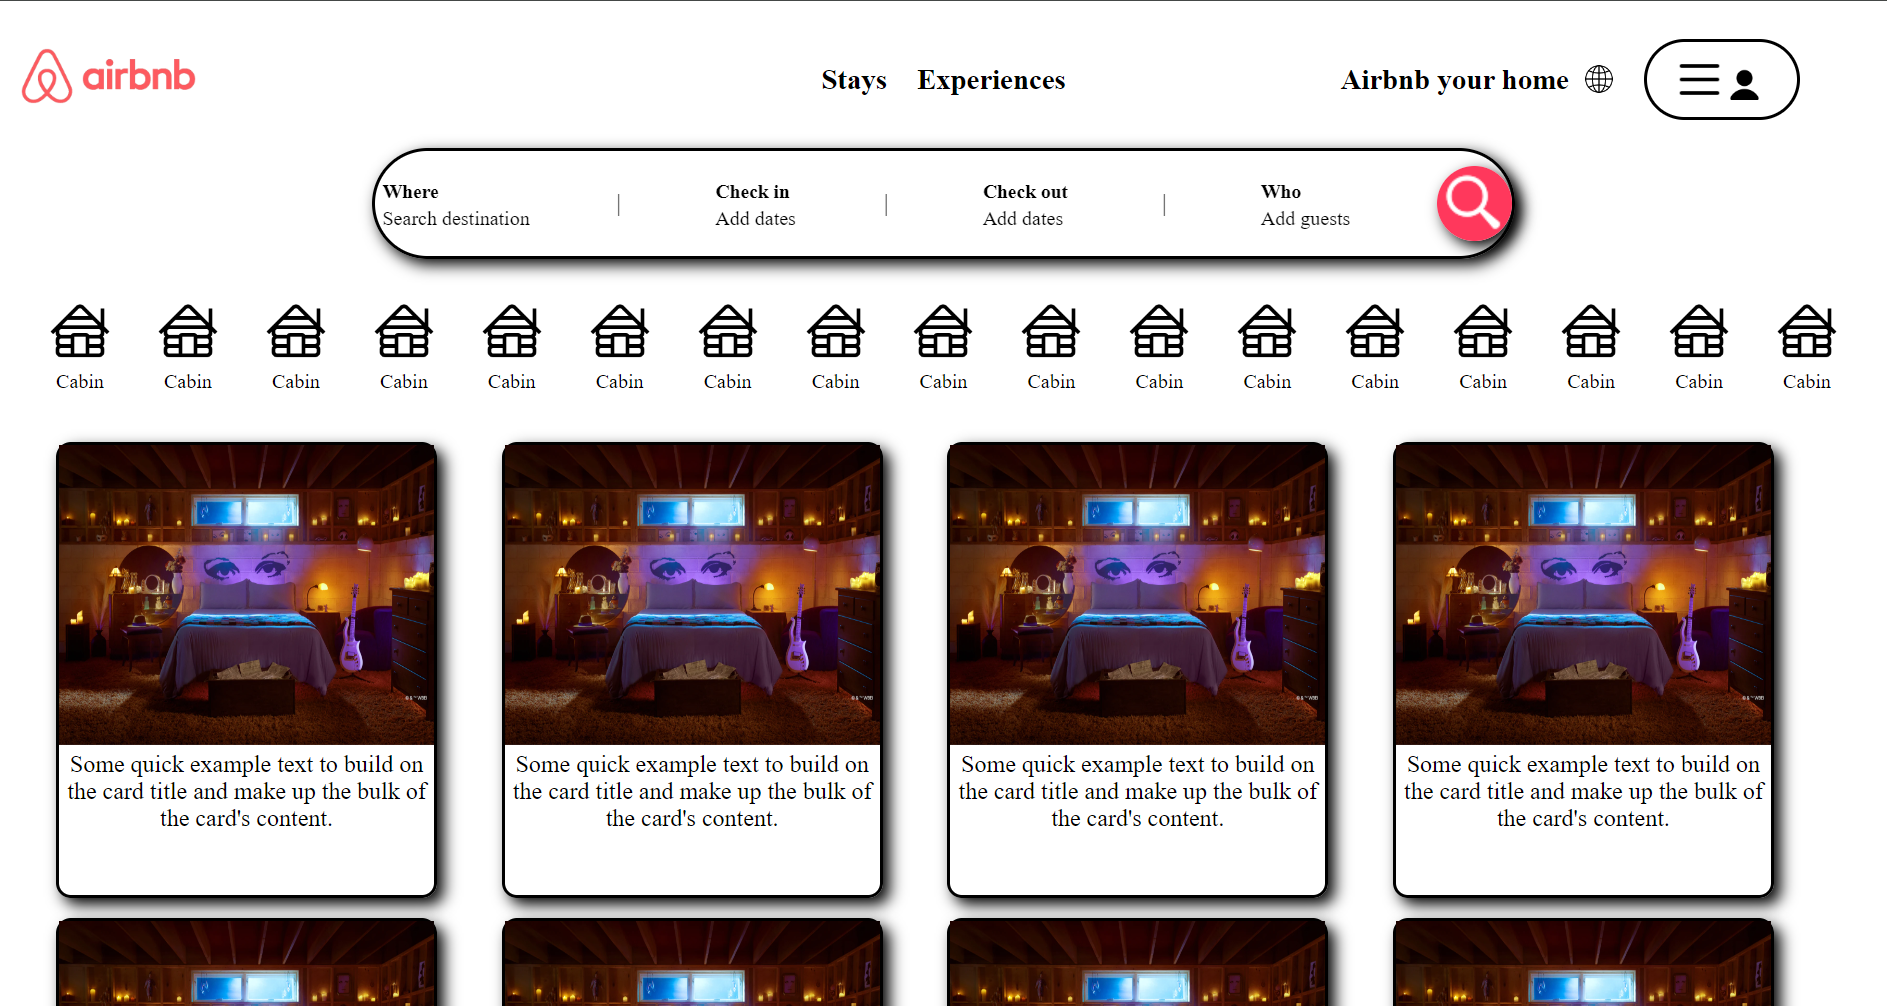 airbnb
Stays Experiences
Airbnb your home
Where
Search destination
|
Check in
Add dates
|
Check out
Add dates
|
Who
Add guests
Cabin Cabin Cabin Cabin Cabin Cabin Cabin Cabin Cabin Cabin Cabin Cabin Cabin Cabin Cabin Cabin Cabin
Some quick example text to build on
the card title and make up the bulk of
the card's content.
Some quick example text to build on
the card title and make up the bulk of
the card's content.
Some quick example text to build on
the card title and make up the bulk of
the card's content.
Some quick example text to build on
the card title and make up the bulk of
the card's content.